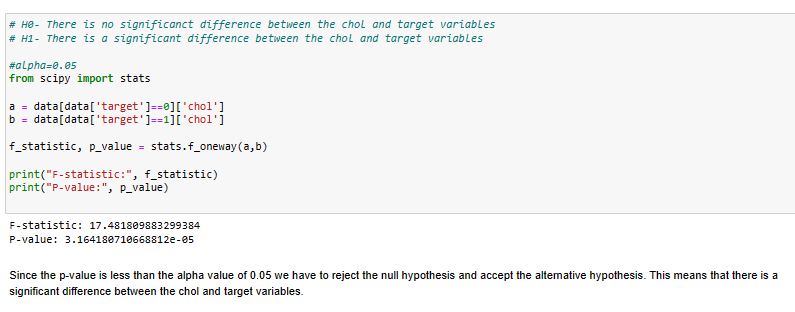 # H0- There is no significanct difference between the chol and target variables
# H1- There is a significant difference between the chol and target variables
#alpha=0.05
from scipy import stats
a = data[data['target']==0]['chol']
b = data[data['target']==1]['chol']
f_statistic, p_value = stats.f_oneway(a,b)
print("F-statistic:", f_statistic)
print("P-value:", p_value)
F-statistic: 17.481809883299384
P-value: 3.164180710668812e-05
Since the p-value is less than the alpha value of 0.05 we have to reject the null hypothesis and accept the alternative hypothesis. This means that there is a
significant difference between the chol and target variables.